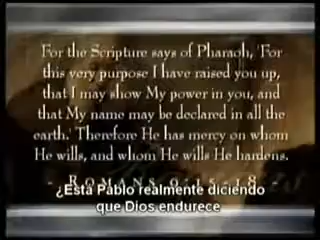 For the Scripture says of Pharaoh, 'For
this very purpose I have raised you up,
that I may show My power in you, and
that My name may be declared in all the
earth.' Therefore He has mercy on whom
He wills, and whom He wills He hardens.
- Romans 9:15-18 -
¿Está Pablo realmente diciendo
que Dios endurece